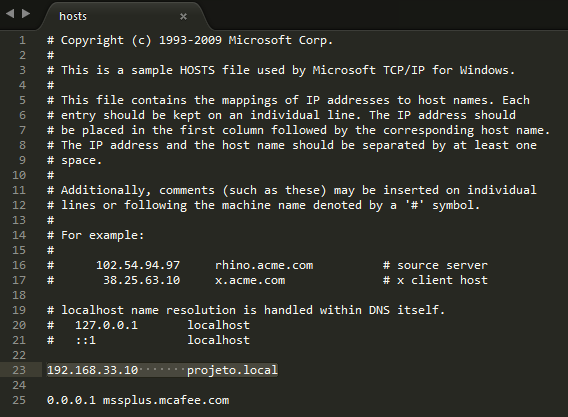 hosts ×
1 # Copyright (c) 1993-2009 Microsoft Corp.
2 #
3 # This is a sample HOSTS file used by Microsoft TCP/IP for Windows.
4 #
5 # This file contains the mappings of IP addresses to host names. Each
6 # entry should be kept on an individual line. The IP address should
7 # be placed in the first column followed by the corresponding host name.
8 # The IP address and the host name should be separated by at least one
9 # space.
10 #
11 # Additionally, comments (such as these) may be inserted on individual
12 # lines or following the machine name denoted by a '#' symbol.
13 #
14 # For example:
15 #
16 #      102.54.94.97     rhino.acme.com          # source server
17 #       38.25.63.10     x.acme.com              # x client host
18
19 # localhost name resolution is handled within DNS itself.
20 #   127.0.0.1       localhost
21 #   ::1             localhost
22
23 192.168.33.10·······projeto.local
24
25 0.0.0.1 mssplus.mcafee.com